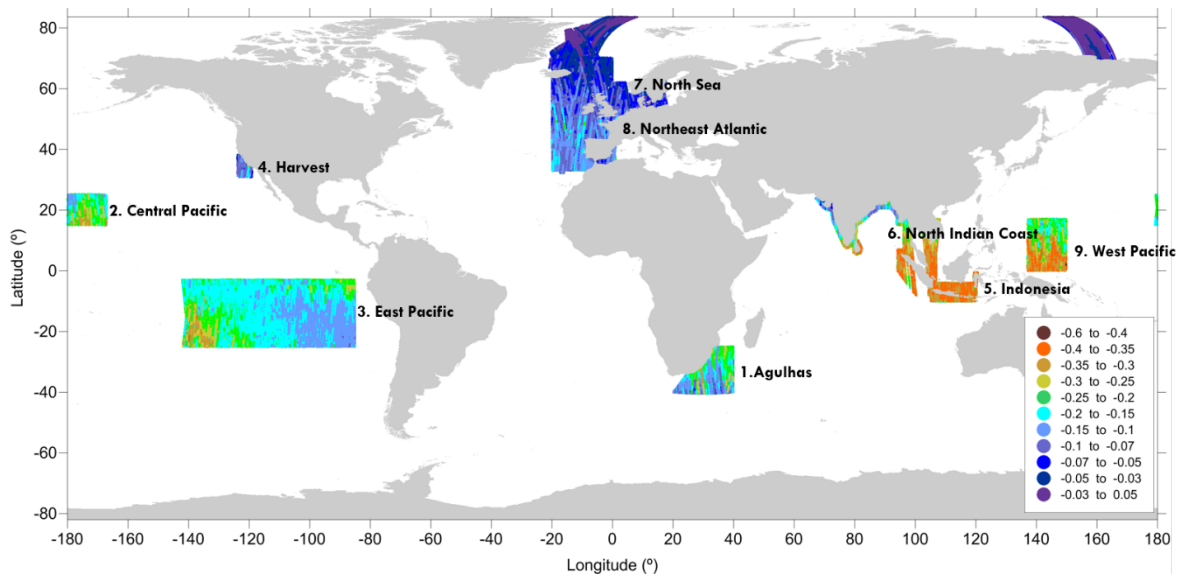 80
60
40
20
0
-20
-40
-60
-80
Latitude (º)
7. North Sea
8. Northeast Atlantic
4. Harvest
2. Central Pacific
6. North Indian Coast
9. West Pacific
5. Indonesia
3. East Pacific
1.Agulhas
-0.6 to -0.4
-0.4 to -0.35
-0.35 to -0.3
-0.3 to -0.25
-0.25 to -0.2
-0.2 to -0.15
-0.15 to -0.1
-0.1 to -0.07
-0.07 to -0.05
-0.05 to -0.03
-0.03 to 0.05
-180 -160 -140 -120 -100 -80 -60 -40 -20 0 20 40 60 80 100 120 140 160 180
Longitude (º)